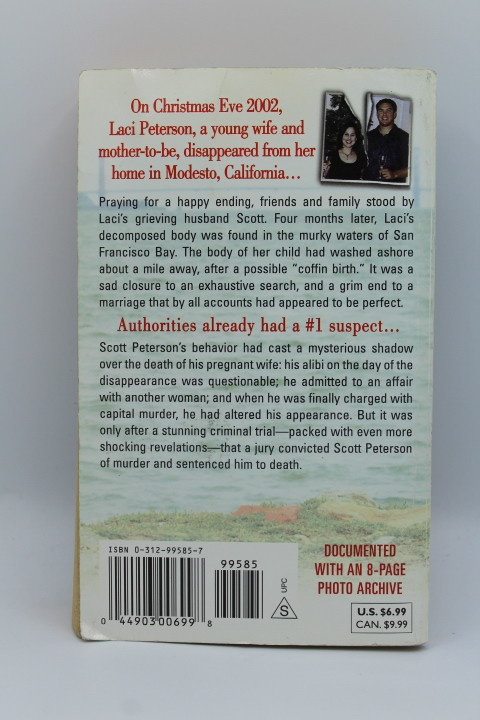 On Christmas Eve 2002,
Laci Peterson, a young wife and
mother-to-be, disappeared from her
home in Modesto, California...
Praying for a happy ending, friends and family stood by
Laci's grieving husband Scott. Four months later, Laci's
decomposed body was found in the murky waters of San
Francisco Bay. The body of her child had washed ashore
about a mile away, after a possible "coffin birth." It was a
sad closure to an exhaustive search, and a grim end to a
marriage that by all accounts had appeared to be perfect.
Authorities already had a #1 suspect...
Scott Peterson's behavior had cast a mysterious shadow
over the death of his pregnant wife: his alibi on the day of the
disappearance was questionable; he admitted to an affair
with another woman; and when he was finally charged with
capital murder, he had altered his appearance. But it was
only after a stunning criminal trial—packed with even more
shocking revelations—that a jury convicted Scott Peterson
of murder and sentenced him to death.
ISBN 0-312-99585-7
99585
0 44903 00699 8
UPC
S
DOCUMENTED
WITH AN 8-PAGE
PHOTO ARCHIVE
U.S. $6.99
CAN. $9.99